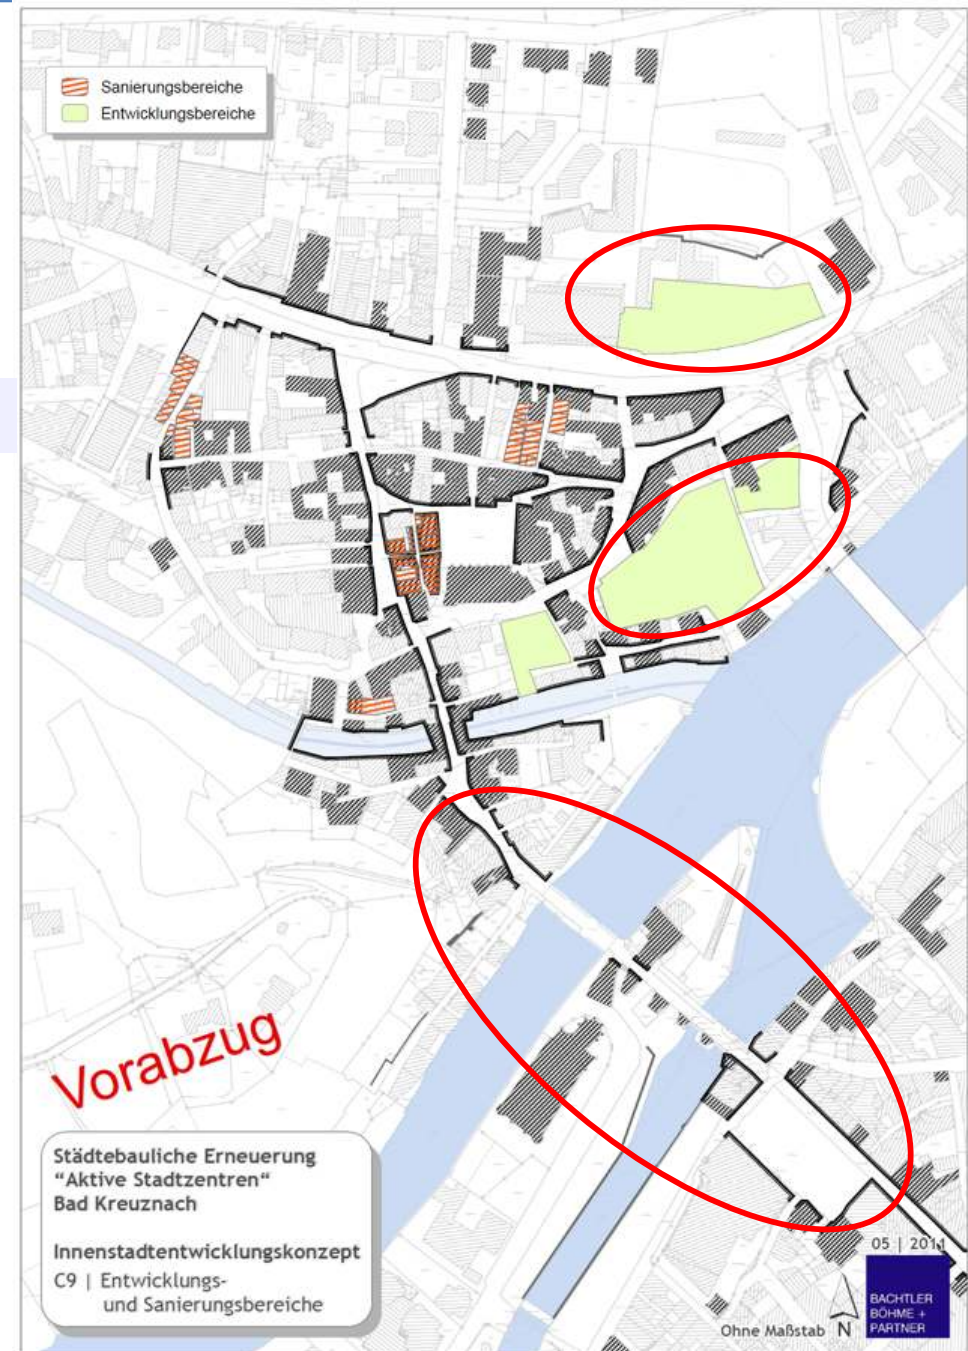 Sanierungsbereiche
Entwicklungsbereiche
Vorabzug
Städtebauliche Erneuerung
“Aktive Stadtzentren“
Bad Kreuznach
Innenstadtentwicklungskonzept
C9 | Entwicklungs-
und Sanierungsbereiche
05 | 2011
BACHTLER
BÖHME +
PARTNER
Ohne Maßstab N